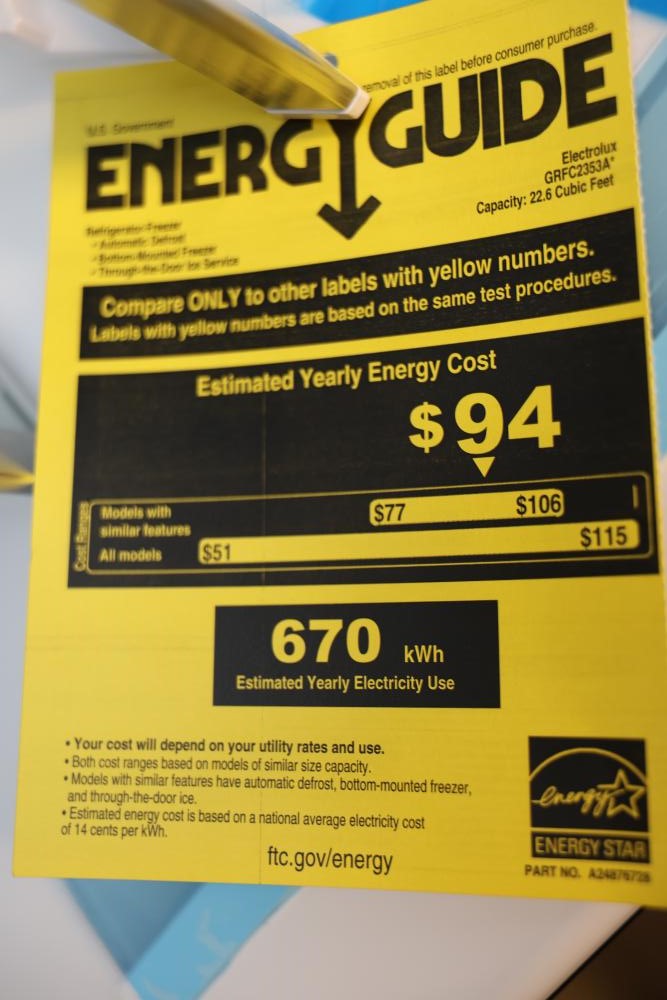 removal of this label before consumer purchase.
U.S. Government
ENERGYGUIDE
Refrigerator-Freezer
• Automatic Defrost
• Bottom-Mounted Freezer
• Through-the-Door Ice Service
Electrolux
GRFC2353A*
Capacity: 22.6 Cubic Feet
Compare ONLY to other labels with yellow numbers.
Labels with yellow numbers are based on the same test procedures.
Estimated Yearly Energy Cost
$94
Cost Ranges
Models with
similar features
$77 $106
All models
$51 $115
670 kWh
Estimated Yearly Electricity Use
• Your cost will depend on your utility rates and use.
• Both cost ranges based on models of similar size capacity.
• Models with similar features have automatic defrost, bottom-mounted freezer,
and through-the-door ice.
• Estimated energy cost is based on a national average electricity cost
of 14 cents per kWh.
ftc.gov/energy
energy
ENERGY STAR
PART NO. A24876728